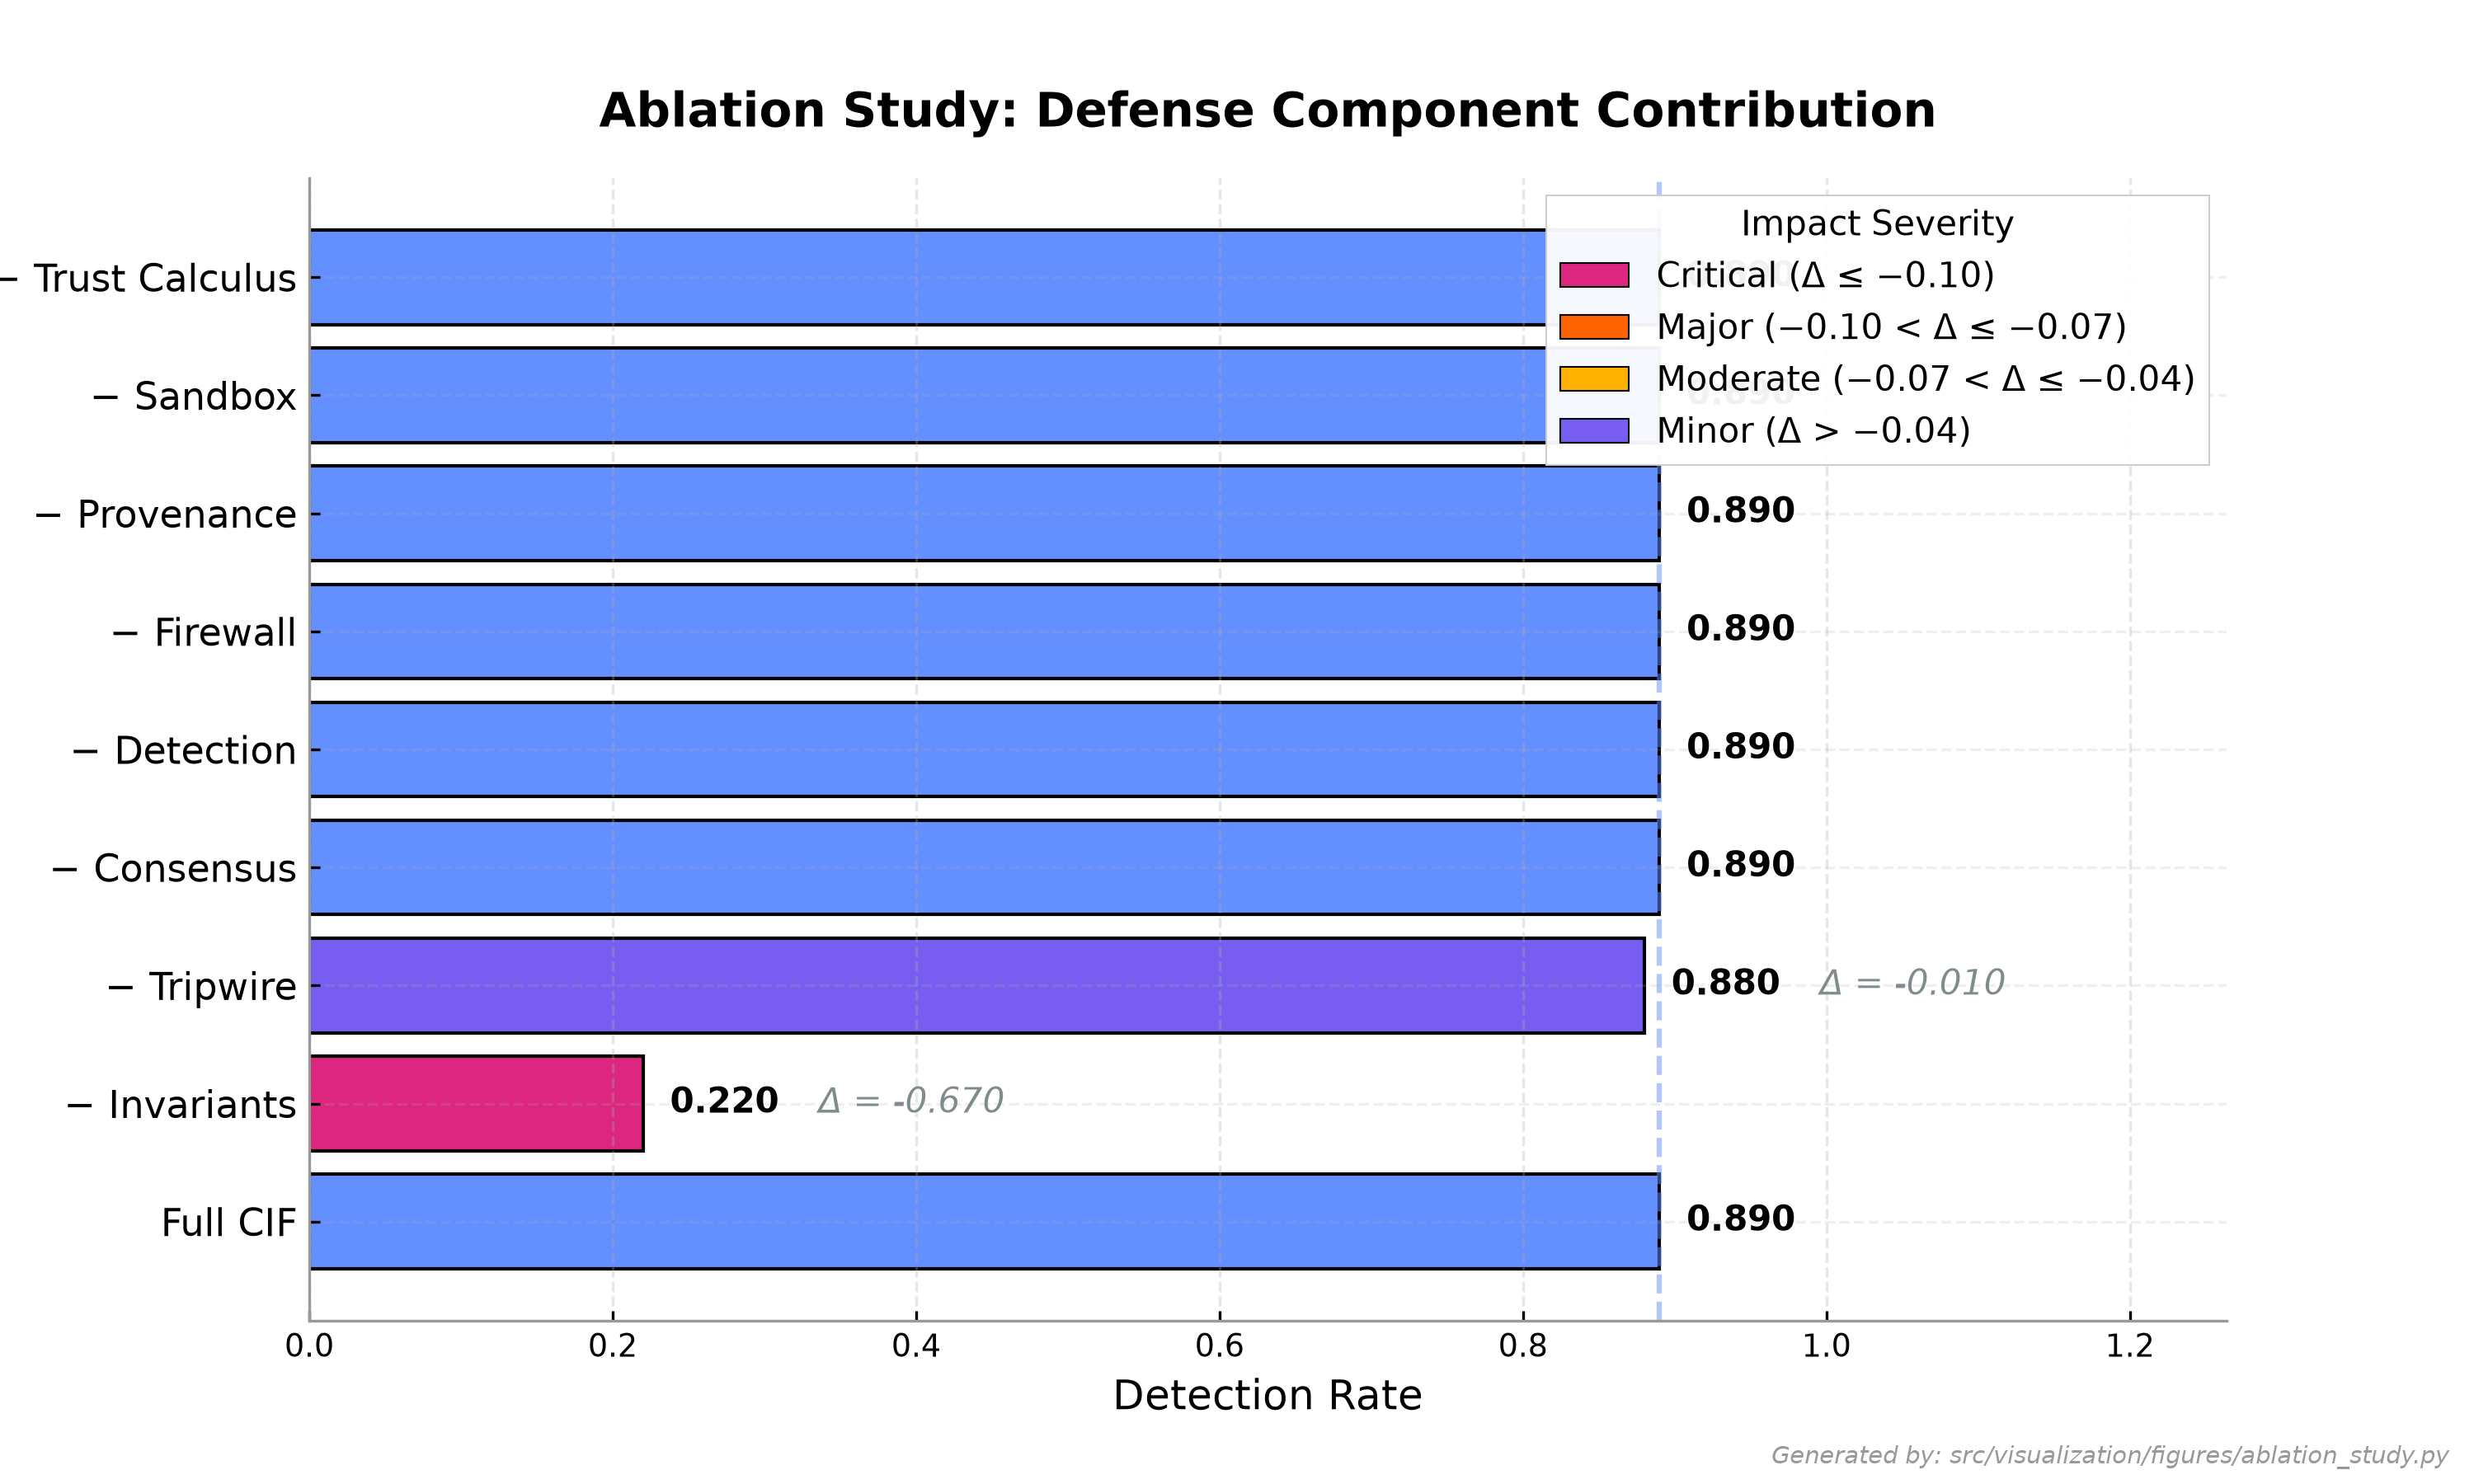 Ablation Study: Defense Component Contribution
Impact Severity
Critical (Δ ≤ −0.10)
Major (−0.10 < Δ ≤ −0.07)
Moderate (−0.07 < Δ ≤ −0.04)
Minor (Δ > −0.04)
− Trust Calculus
− Sandbox 0.890
− Provenance 0.890
− Firewall 0.890
− Detection 0.890
− Consensus 0.890
− Tripwire 0.880 Δ = -0.010
− Invariants 0.220 Δ = -0.670
Full CIF 0.890
0.0 0.2 0.4 0.6 0.8 1.0 1.2
Detection Rate
Generated by: src/visualization/figures/ablation_study.py